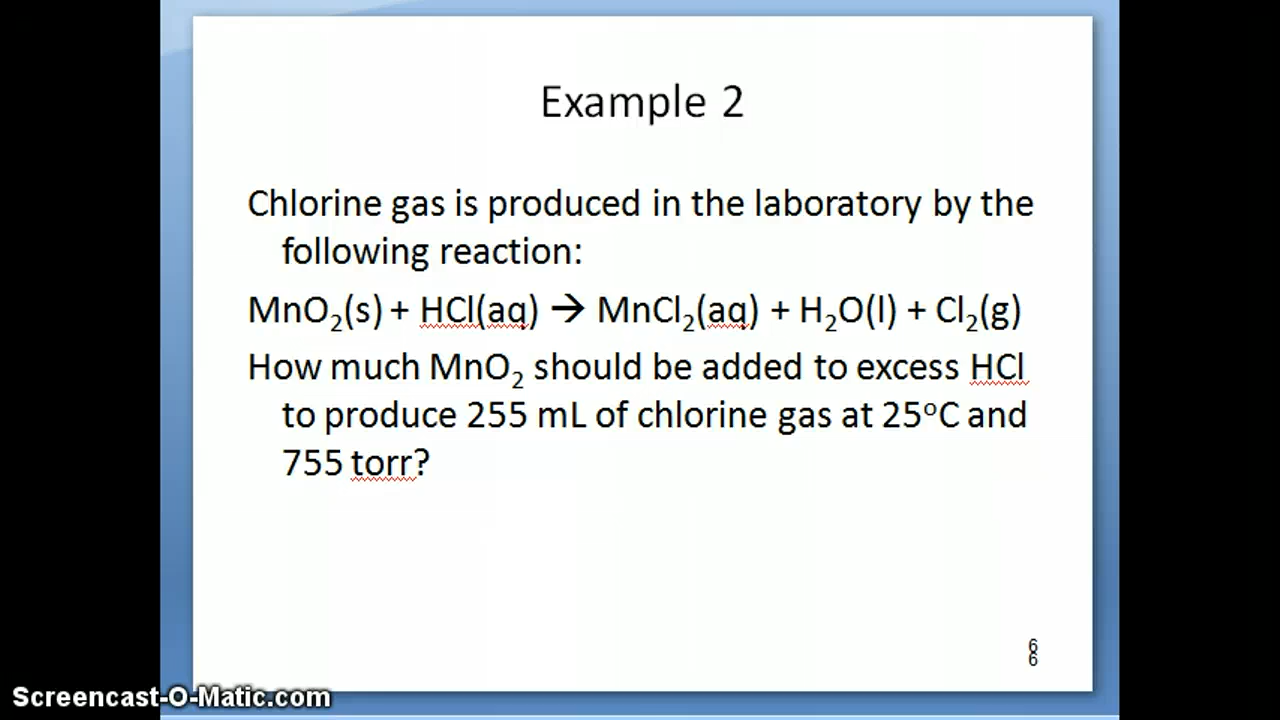 Example 2
Chlorine gas is produced in the laboratory by the
following reaction:
MnO₂(s) + HCl(aq) → MnCl₂(aq) + H₂O(l) + Cl₂(g)
How much MnO₂ should be added to excess HCl
to produce 255 mL of chlorine gas at 25°C and
755 torr?
6
6
Screencast-O-Matic.com